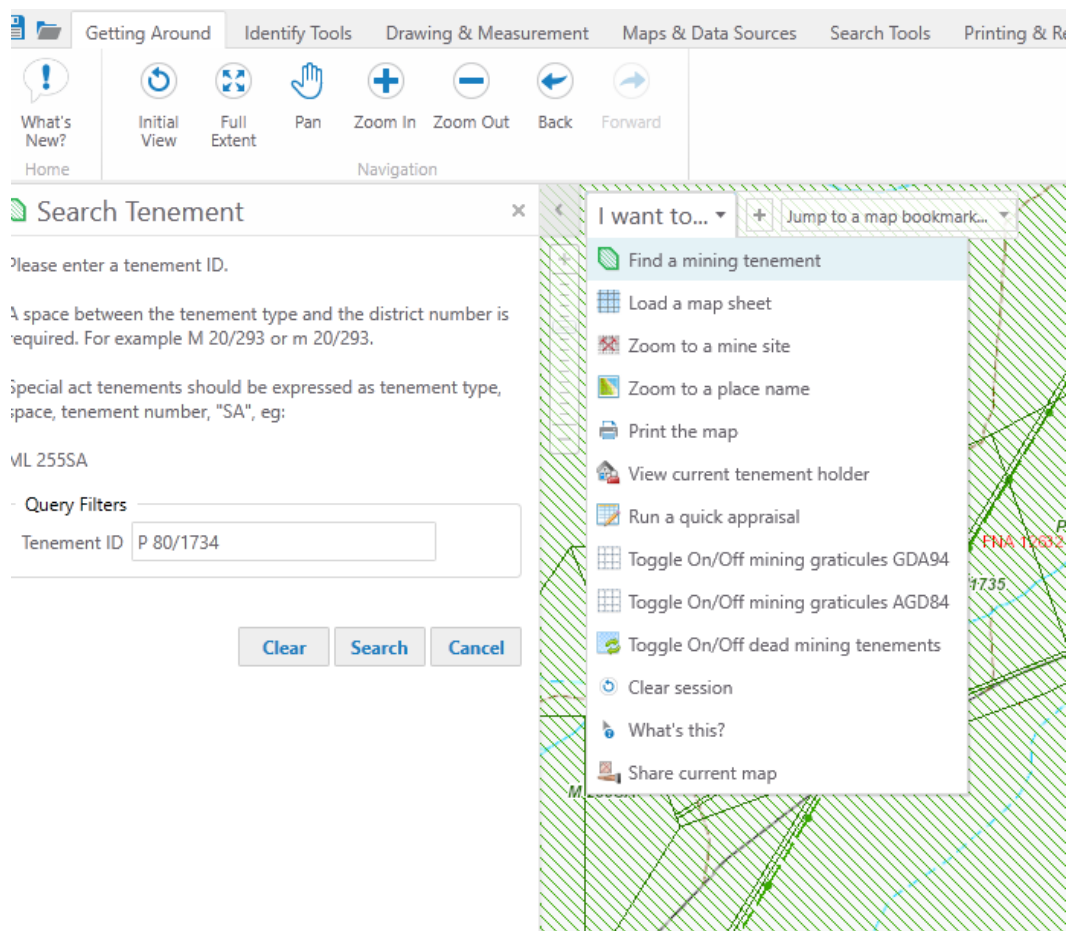 Getting Around Identify Tools Drawing & Measurement Maps & Data Sources Search Tools Printing & Re
What's New?
Initial View
Full Extent
Pan
Zoom In
Zoom Out
Back
Forward
Home
Navigation
Search Tenement
Please enter a tenement ID.
A space between the tenement type and the district number is
required. For example M 20/293 or m 20/293.
Special act tenements should be expressed as tenement type,
space, tenement number, "SA", eg:
ML 255SA
Query Filters
Tenement ID P 80/1734
Clear Search Cancel
I want to... + Jump to a map bookmark...
Find a mining tenement
Load a map sheet
Zoom to a mine site
Zoom to a place name
Print the map
View current tenement holder
Run a quick appraisal
Toggle On/Off mining graticules GDA94
Toggle On/Off mining graticules AGD84
Toggle On/Off dead mining tenements
Clear session
What's this?
Share current map
P
FNA 12632
1735
M